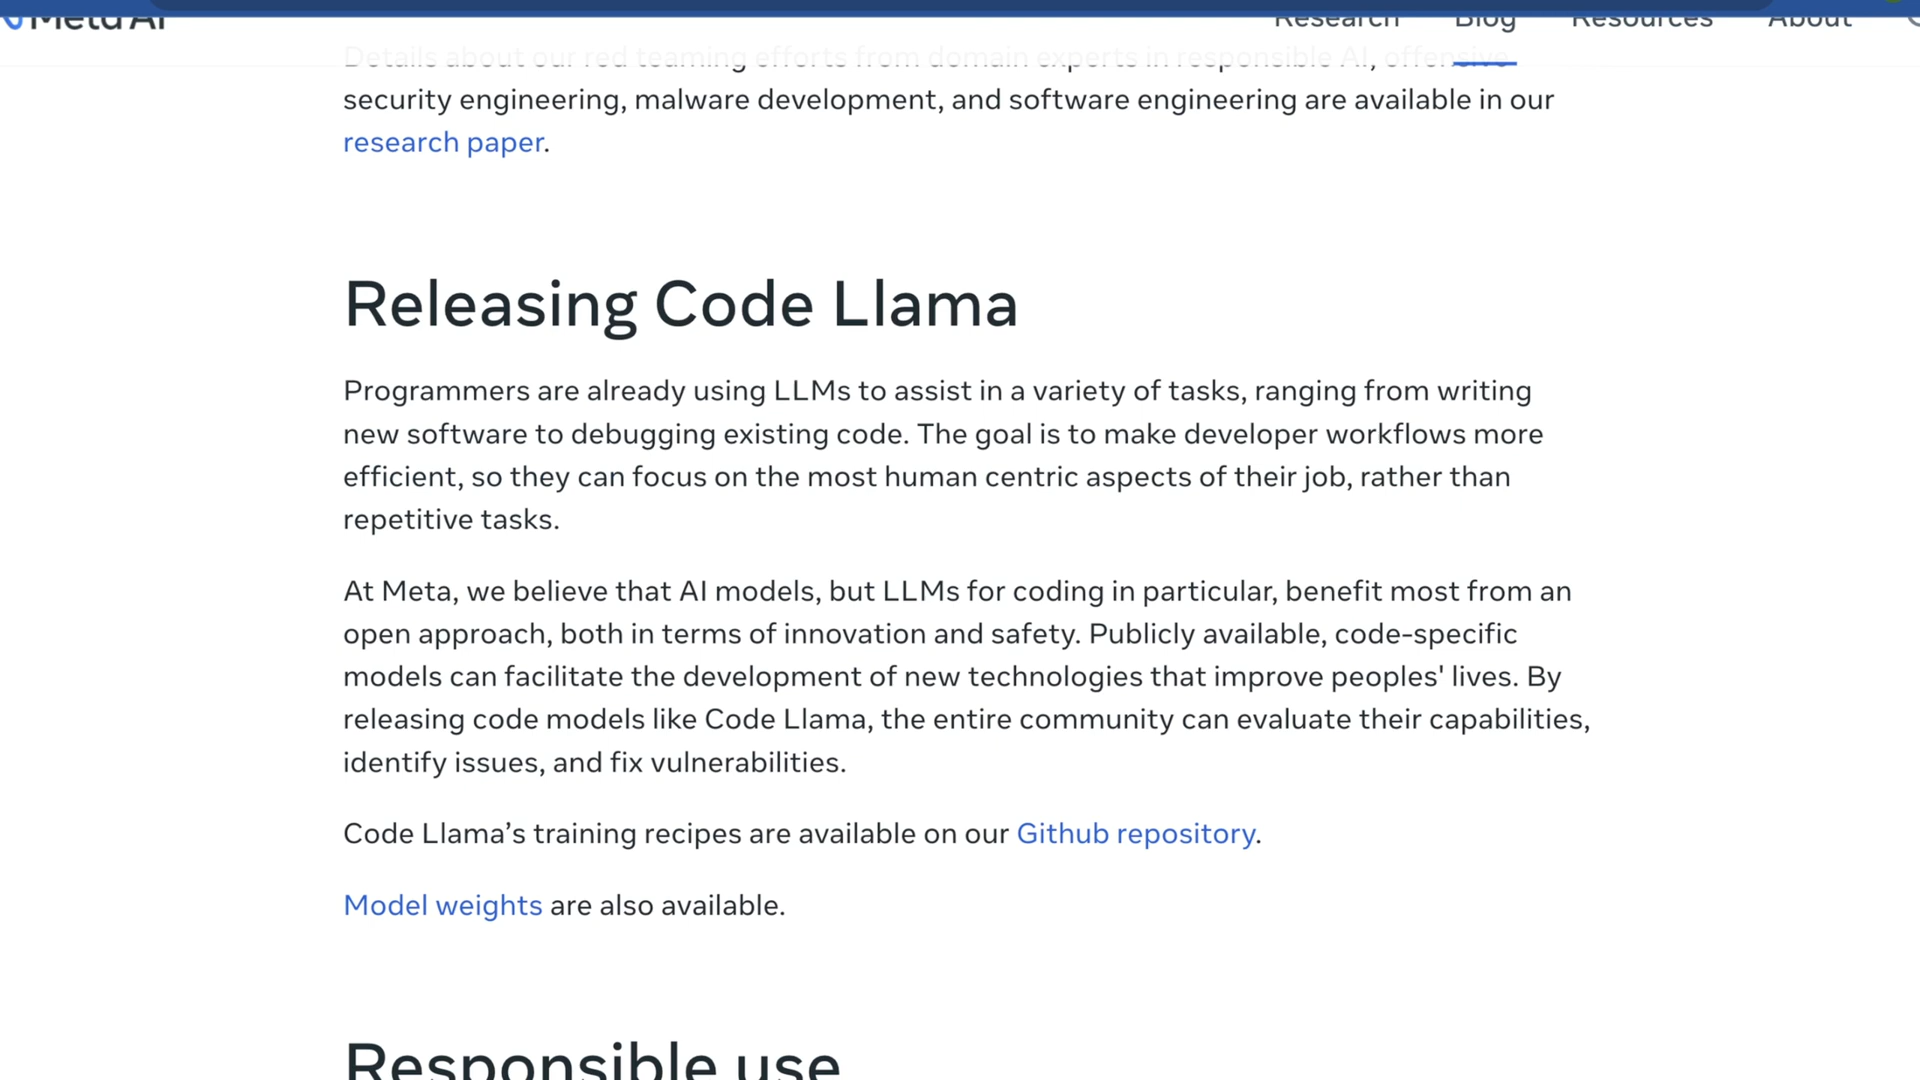 Meta AI
Research Blog Resources About
Details about our red teaming efforts from domain experts in responsible AI, offensive
security engineering, malware development, and software engineering are available in our
research paper.
Releasing Code Llama
Programmers are already using LLMs to assist in a variety of tasks, ranging from writing
new software to debugging existing code. The goal is to make developer workflows more
efficient, so they can focus on the most human centric aspects of their job, rather than
repetitive tasks.
At Meta, we believe that AI models, but LLMs for coding in particular, benefit most from an
open approach, both in terms of innovation and safety. Publicly available, code-specific
models can facilitate the development of new technologies that improve peoples' lives. By
releasing code models like Code Llama, the entire community can evaluate their capabilities,
identify issues, and fix vulnerabilities.
Code Llama’s training recipes are available on our Github repository.
Model weights are also available.
Responsible use